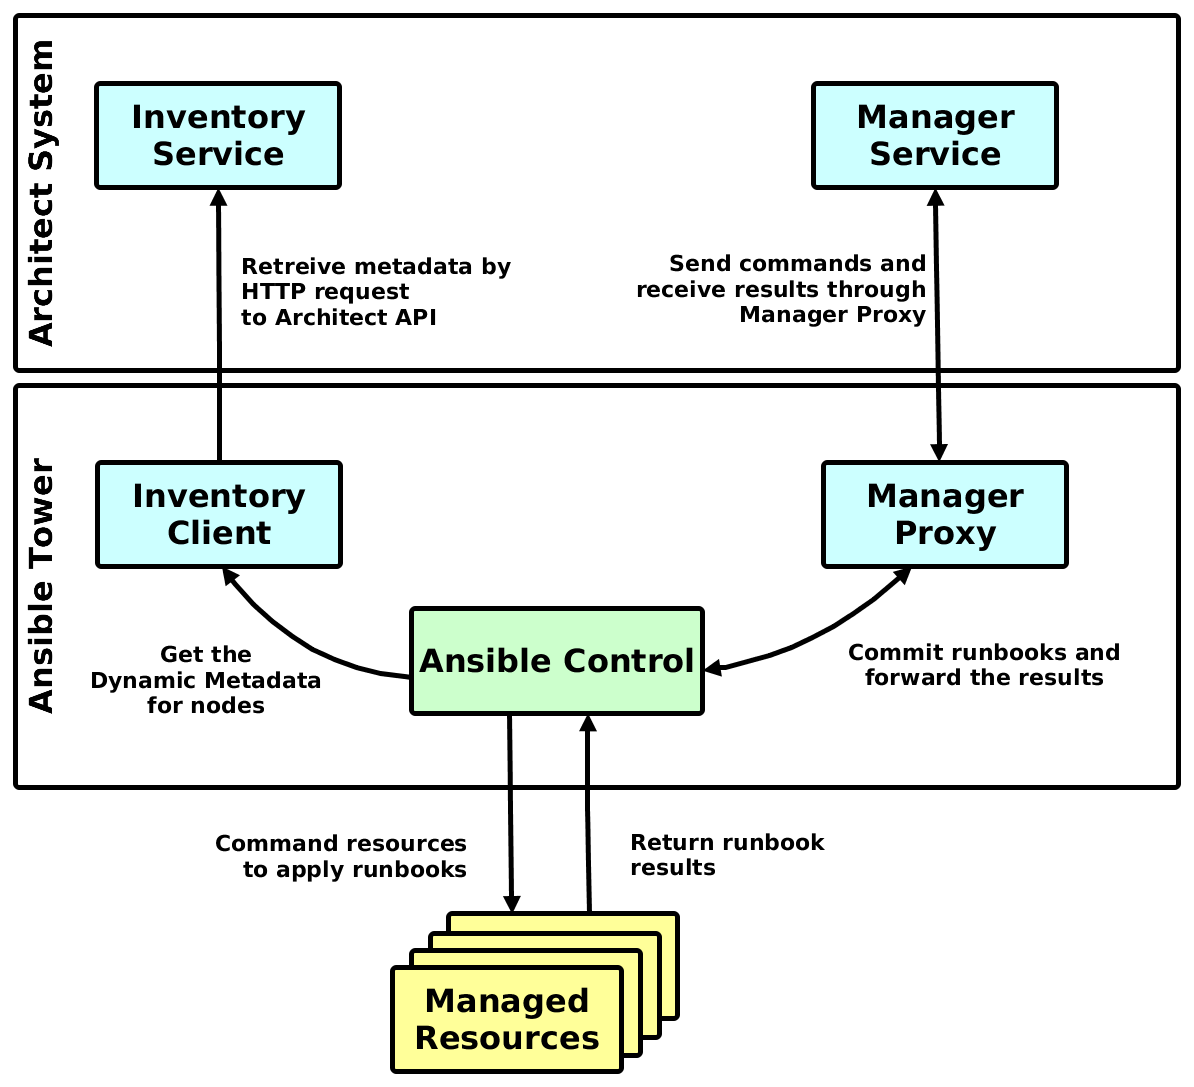 Architect System
Inventory
Service
Manager
Service
Retreive metadata by
HTTP request
to Architect API
Send commands and
receive results through
Manager Proxy
Ansible Tower
Inventory
Client
Manager
Proxy
Ansible Control
Get the
Dynamic Metadata
for nodes
Commit runbooks and
forward the results
Command resources
to apply runbooks
Return runbook
results
Managed
Resources